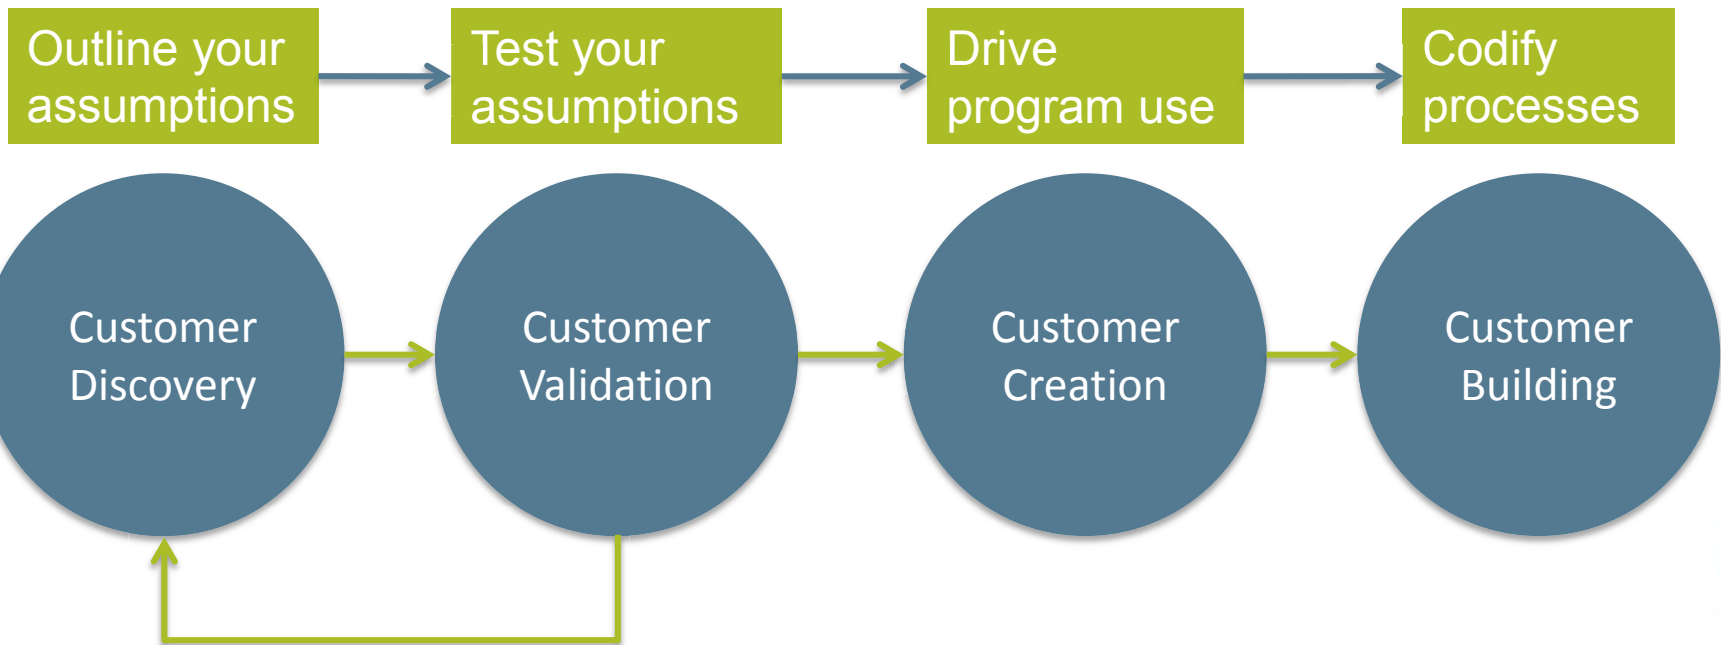 Outline your
assumptions
Test your
assumptions
Drive
program use
Codify
processes
Customer
Discovery
Customer
Validation
Customer
Creation
Customer
Building